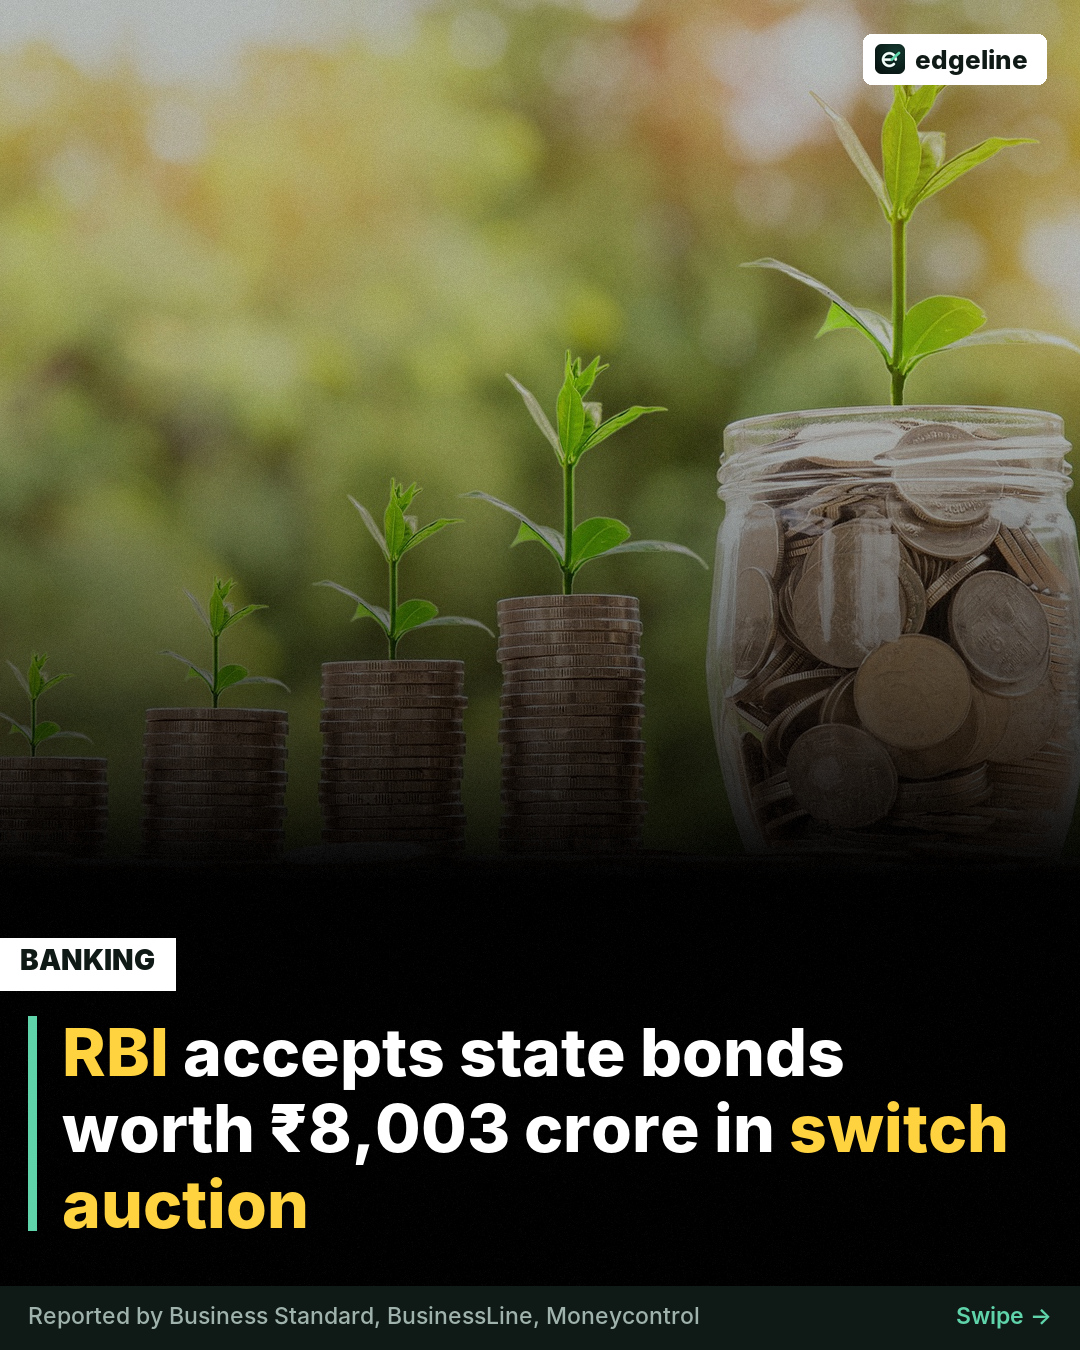 edgeline
BANKING
RBI accepts state bonds
worth ₹8,003 crore in switch
auction
Reported by Business Standard, BusinessLine, Moneycontrol
Swipe →